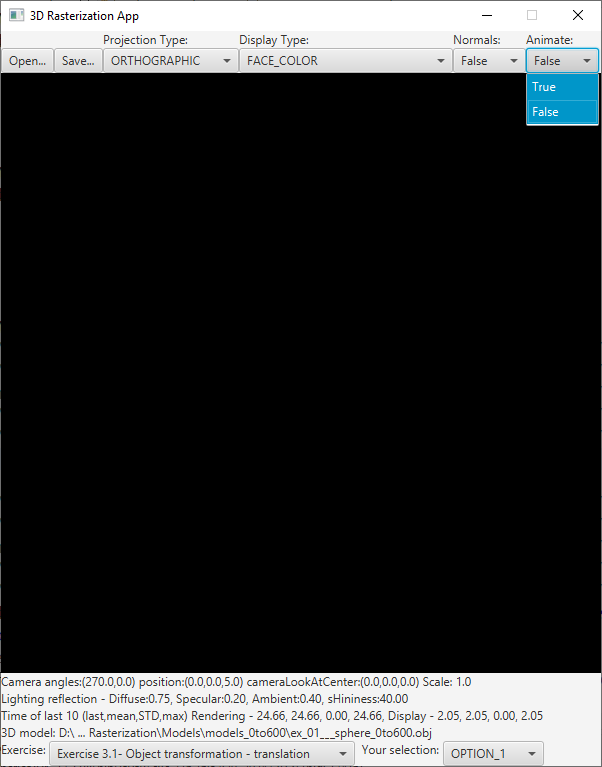 3D Rasterization App
Projection Type: Display Type: Normals: Animate:
Open... Save... ORTHOGRAPHIC FACE_COLOR False False
True
False
Camera angles:(270.0,0.0) position:(0.0,0.0,5.0) cameraLookAtCenter:(0.0,0.0,0.0) Scale: 1.0
Lighting reflection - Diffuse:0.75, Specular:0.20, Ambient:0.40, sHininess:40.00
Time of last 10 (last,mean,STD,max) Rendering - 24.66, 24.66, 0.00, 24.66, Display - 2.05, 2.05, 0.00, 2.05
3D model: D:\ ... Rasterization\Models\models_0to600\ex_01___sphere_0to600.obj
Exercise: Exercise 3.1- Object transformation - translation Your selection: OPTION_1